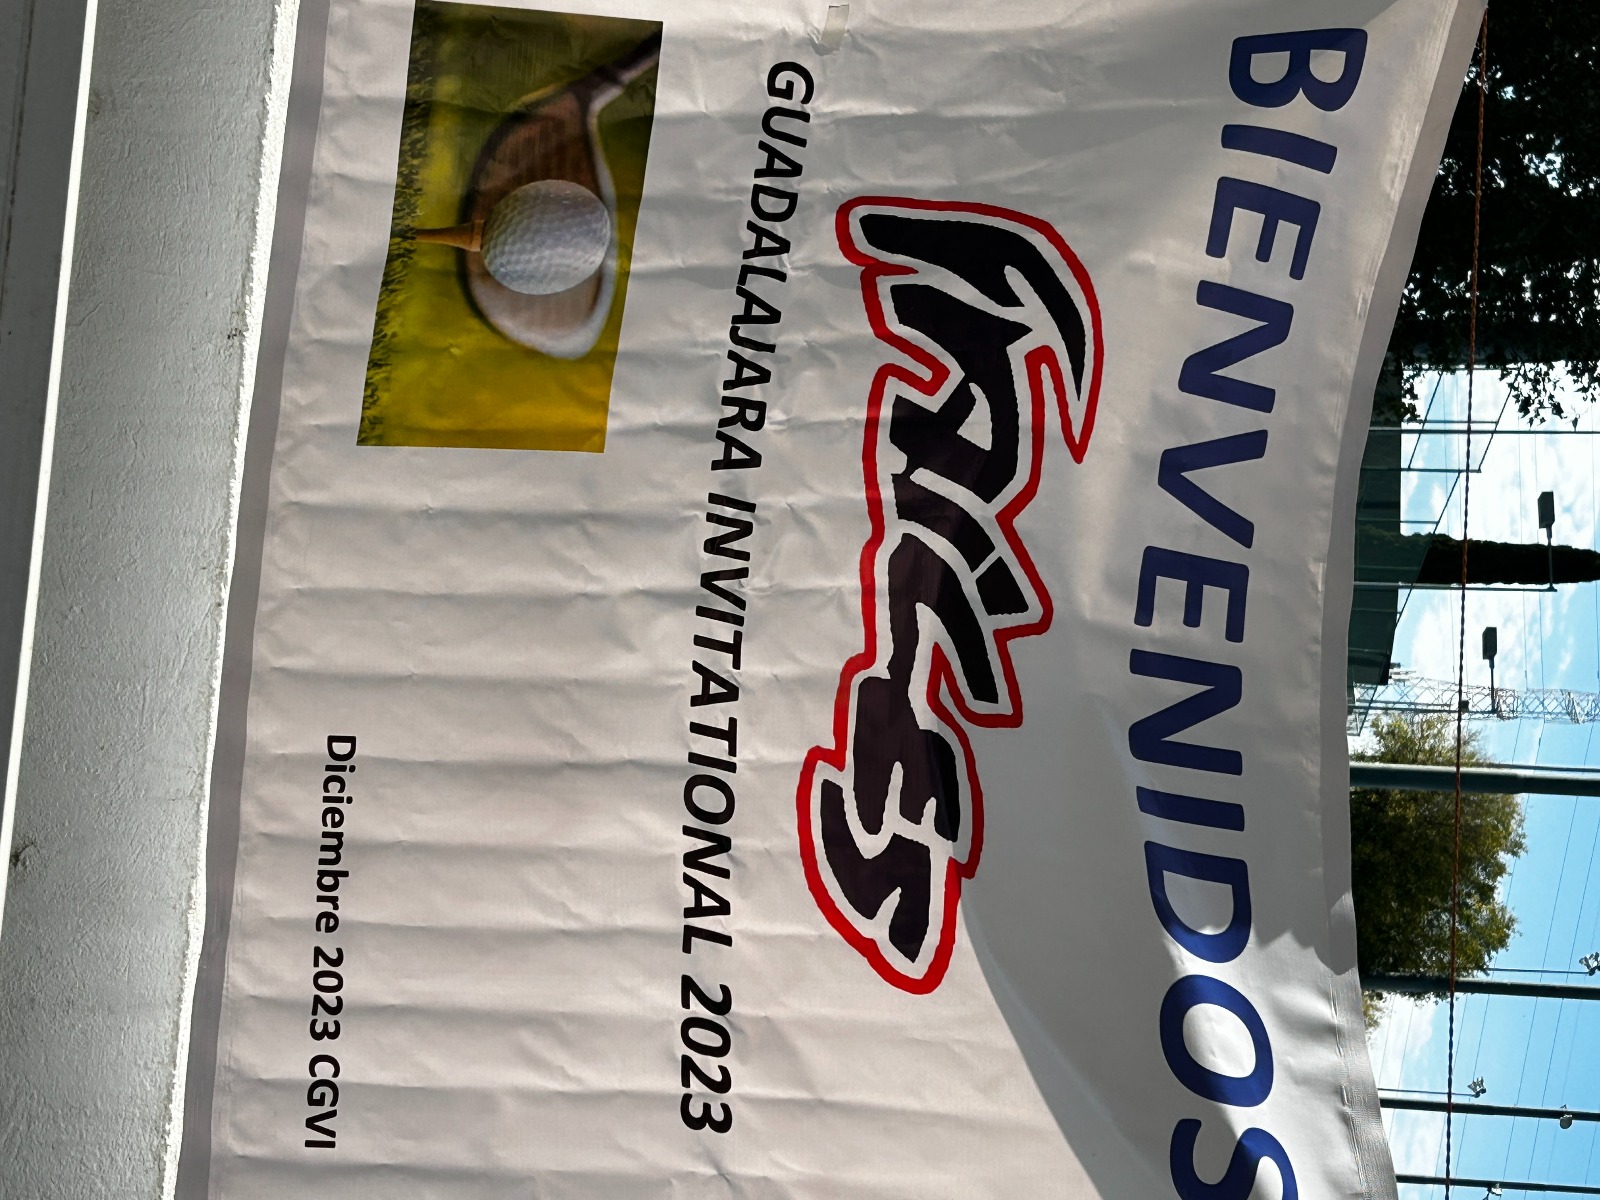 BIENVENIDOS
GUADALAJARA INVITATIONAL 2023
Diciembre 2023 CGVI